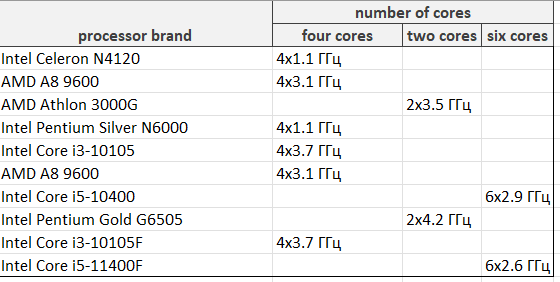 number of cores
processor brand four cores two cores six cores
Intel Celeron N4120 4x1.1 ГГц
AMD A8 9600 4x3.1 ГГц
AMD Athlon 3000G 2x3.5 ГГц
Intel Pentium Silver N6000 4x1.1 ГГц
Intel Core i3-10105 4x3.7 ГГц
AMD A8 9600 4x3.1 ГГц
Intel Core i5-10400 6x2.9 ГГц
Intel Pentium Gold G6505 2x4.2 ГГц
Intel Core i3-10105F 4x3.7 ГГц
Intel Core i5-11400F 6x2.6 ГГц